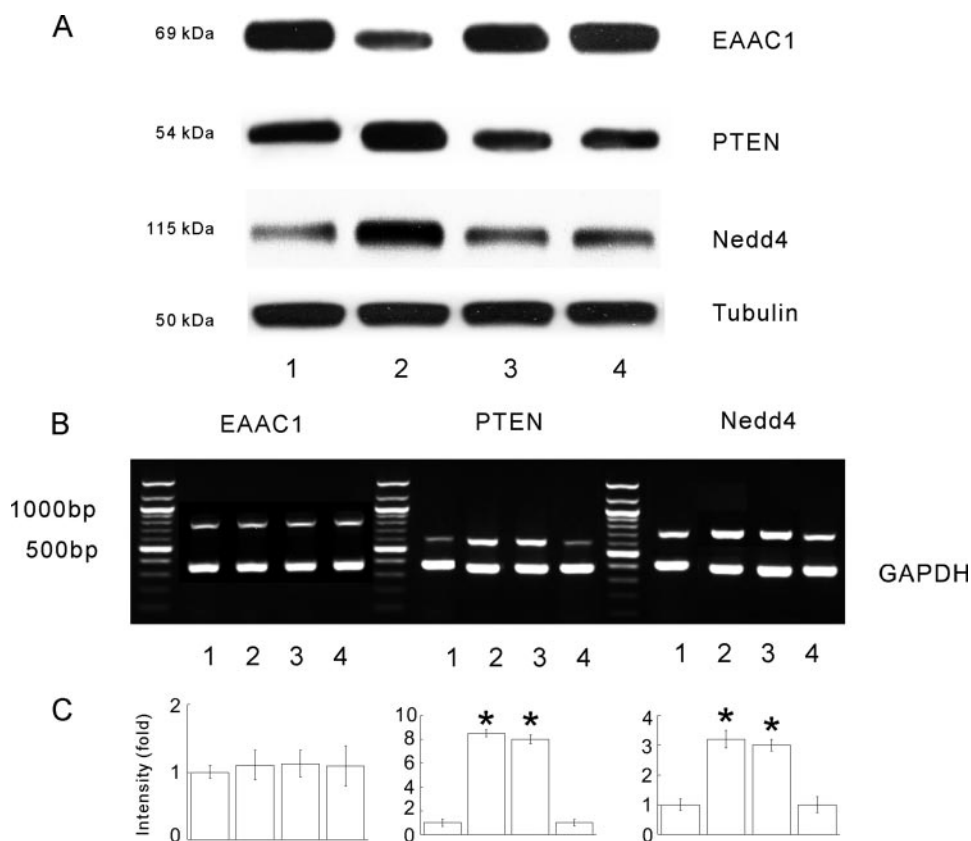 A
69 kDa
EAAC1
54 kDa
PTEN
115 kDa
Nedd4
50 kDa
Tubulin
1 2 3 4
B
EAAC1 PTEN Nedd4
1000bp
500bp
GAPDH
1 2 3 4 1 2 3 4 1 2 3 4
C
Intensity (fold)
2
1
0
10
8
6
4
2
0
* *
4
3
2
1
0
* *